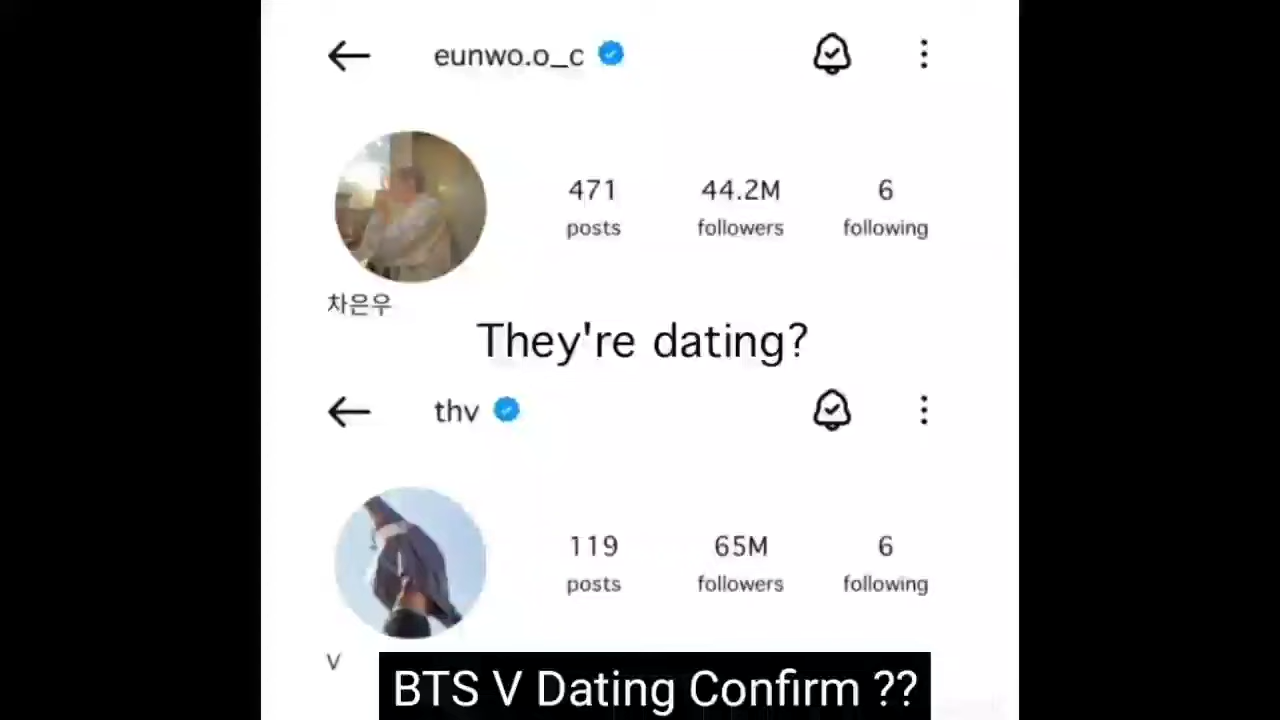 eunwo.o_c
471 44.2M 6
posts followers following
차은우
They're dating?
thv
119 65M 6
posts followers following
V
BTS V Dating Confirm ??